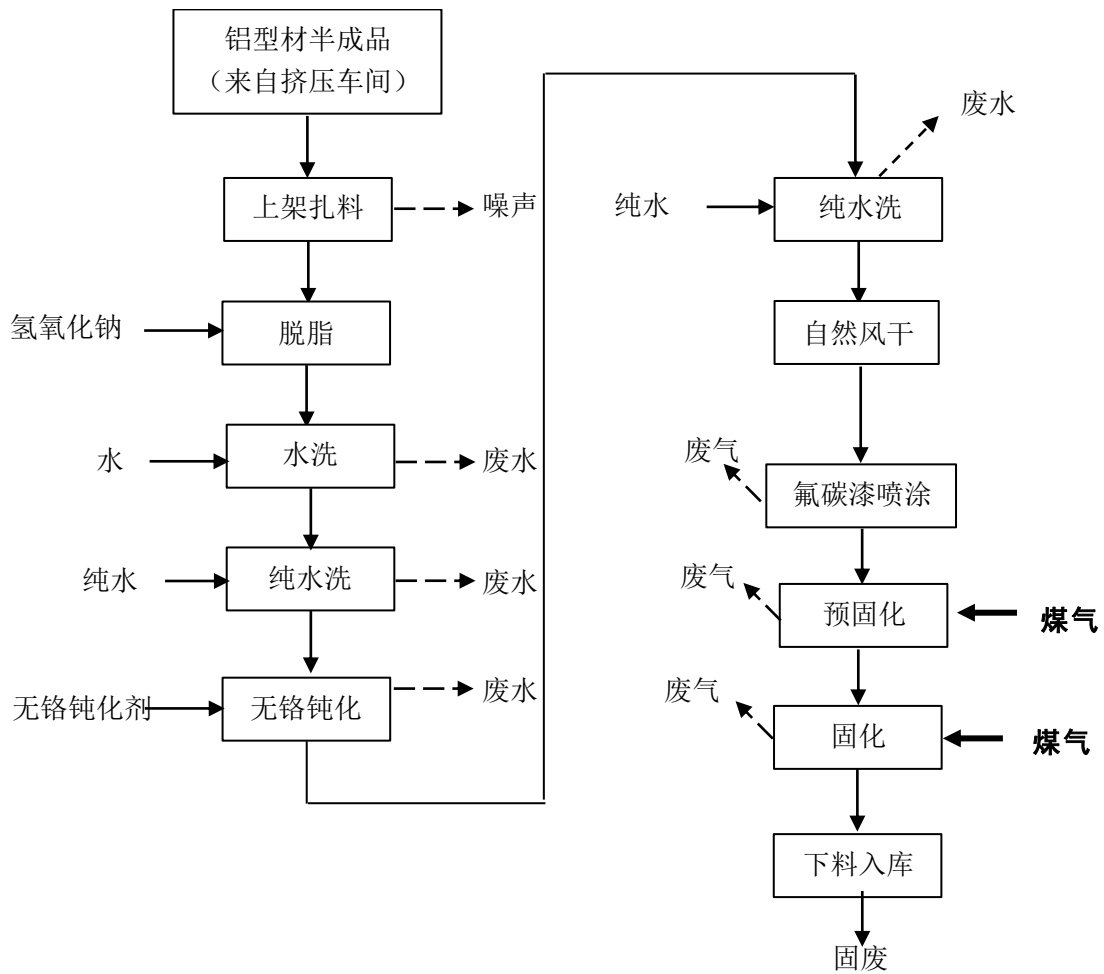 铝型材半成品
（来自挤压车间）
上架扎料
噪声
氢氧化钠
脱脂
水
水洗
废水
纯水
纯水洗
废水
无铬钝化剂
无铬钝化
废水
废水
纯水
纯水洗
自然风干
废气
氟碳漆喷涂
废气
预固化
煤气
废气
固化
煤气
下料入库
固废